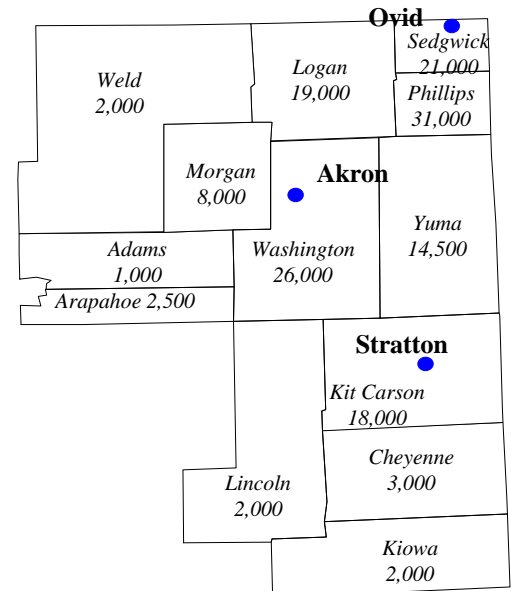 Ovid
Sedgwick
21,000
Weld
2,000
Logan
19,000
Phillips
31,000
Morgan
8,000
Akron
Yuma
14,500
Adams
1,000
Washington
26,000
Arapahoe 2,500
Stratton
Kit Carson
18,000
Cheyenne
3,000
Lincoln
2,000
Kiowa
2,000